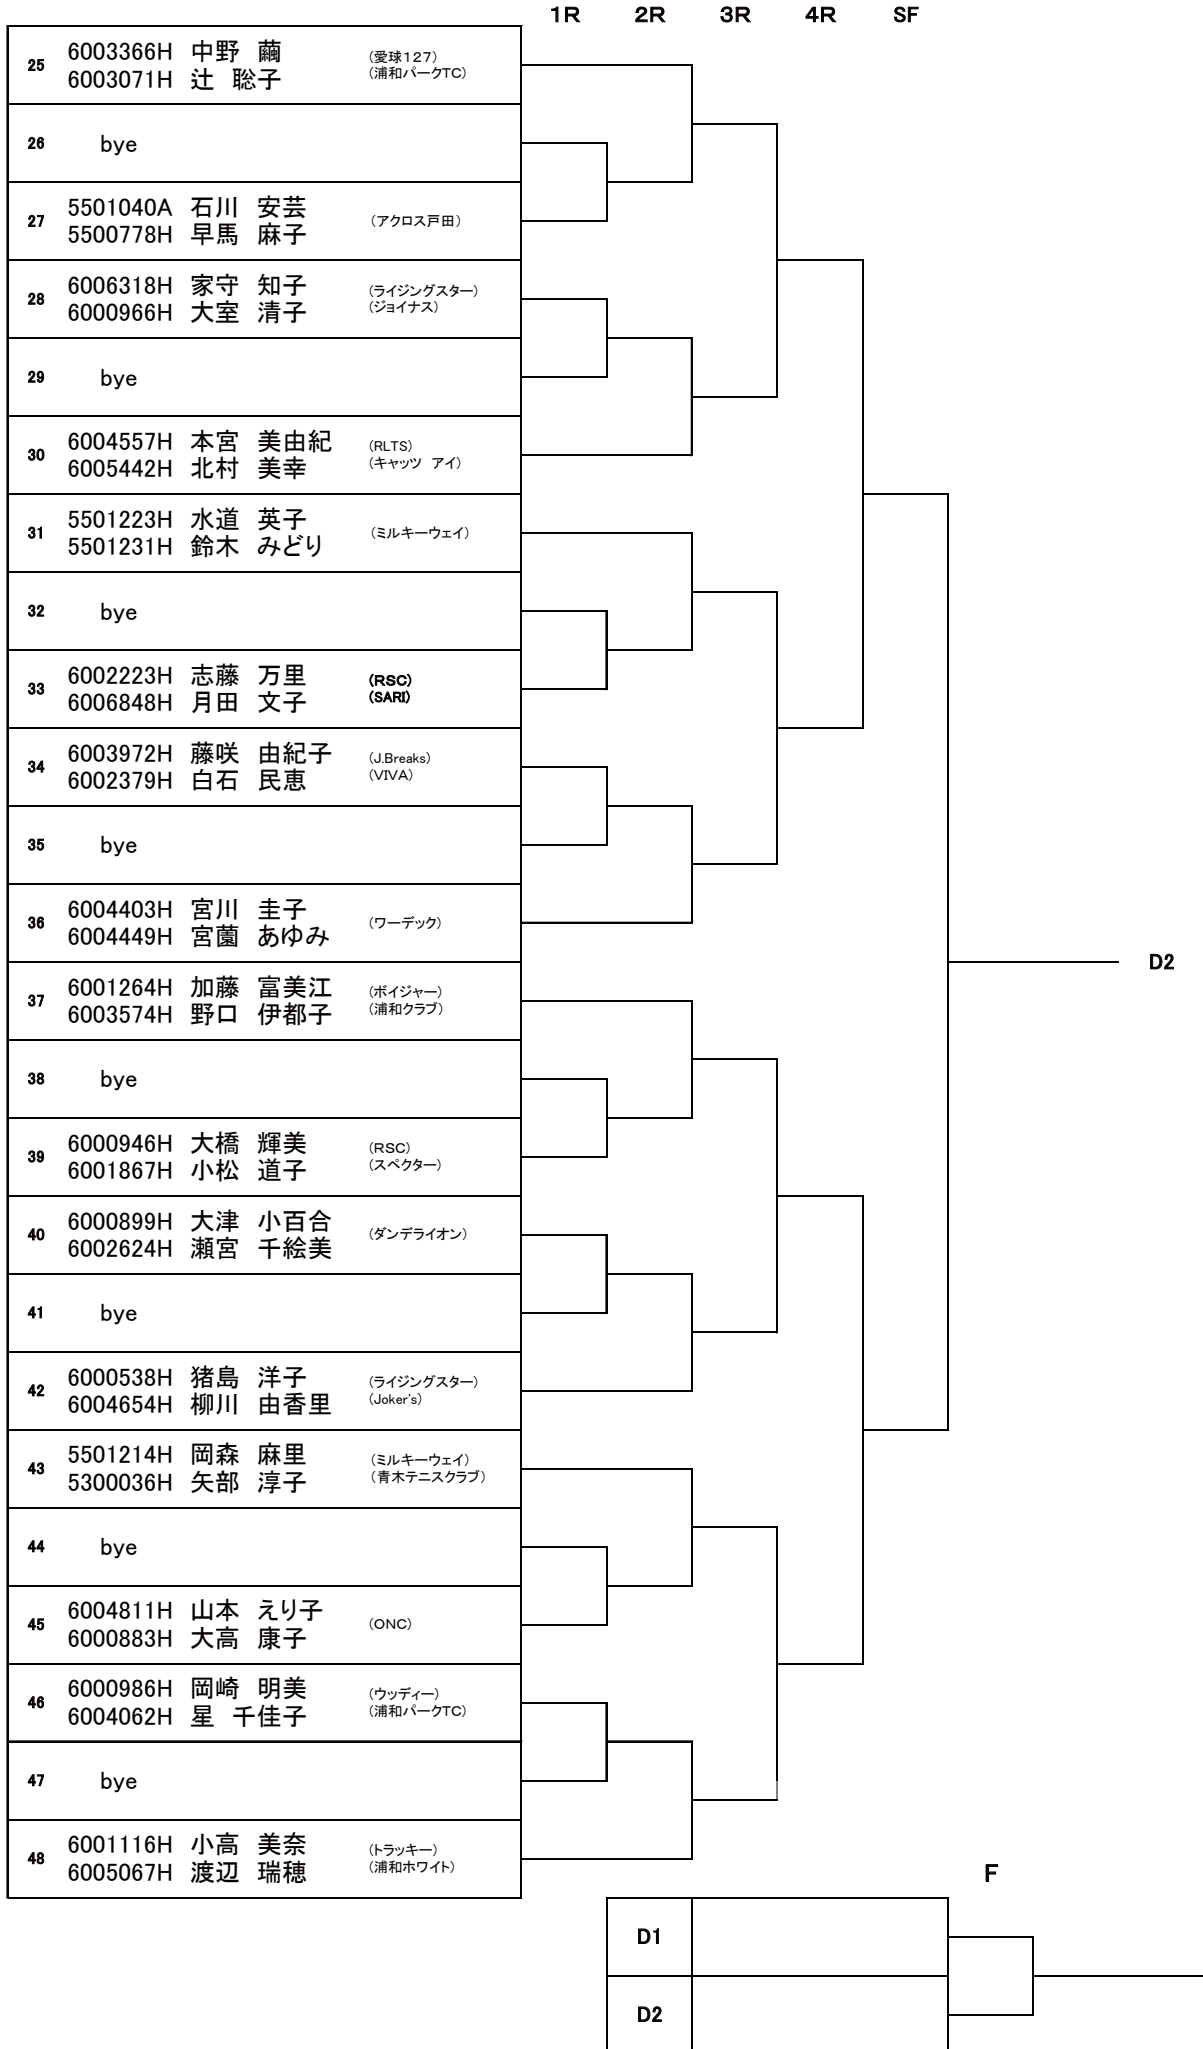 1R 2R 3R 4R SF
25 6003366H 中野 繭 (愛球127)
6003071H 辻 聡子 (浦和パークTC)
26 bye
27 5501040A 石川 安芸 (アクロス戸田)
5500778H 早馬 麻子
28 6006318H 家守 知子 (ライジングスター)
6000966H 大室 清子 (ジョイナス)
29 bye
30 6004557H 本宮 美由紀 (RLTS)
6005442H 北村 美幸 (キャッツ アイ)
31 5501223H 水道 英子 (ミルキーウェイ)
5501231H 鈴木 みどり
32 bye
33 6002223H 志藤 万里 (RSC)
6006848H 月田 文子 (SARI)
34 6003972H 藤咲 由紀子 (J.Breaks)
6002379H 白石 民恵 (VIVA)
35 bye
36 6004403H 宮川 圭子 (ワーデック)
6004449H 宮薗 あゆみ
D2
37 6001264H 加藤 富美江 (ボイジャー)
6003574H 野口 伊都子 (浦和クラブ)
38 bye
39 6000946H 大橋 輝美 (RSC)
6001867H 小松 道子 (スペクター)
40 6000899H 大津 小百合 (ダンデライオン)
6002624H 瀬宮 千絵美
41 bye
42 6000538H 猪島 洋子 (ライジングスター)
6004654H 柳川 由香里 (Joker's)
43 5501214H 岡森 麻里 (ミルキーウェイ)
5300036H 矢部 淳子 (青木テニスクラブ)
44 bye
45 6004811H 山本 えり子 (ONC)
6000883H 大高 康子
46 6000986H 岡崎 明美 (ウッディー)
6004062H 星 千佳子 (浦和パークTC)
47 bye
48 6001116H 小高 美奈 (トラッキー)
6005067H 渡辺 瑞穂 (浦和ホワイト)
F
D1
D2